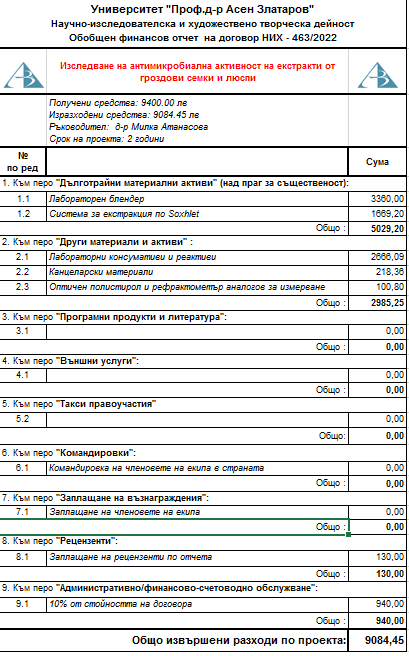 Университет "Проф.д-р Асен Златаров"
Научно-изследователска и художествено творческа дейност
Обобщен финансов отчет на договор НИХ - 463/2022
Изследване на антимикробиална активност на екстракти от
гроздови семки и люспи
Получени средства: 9400.00 лв
Изразходени средства: 9084.45 лв
Ръководител: д-р Милка Атанасова
Срок на проекта: 2 години
№
по ред
Сума
1. Към перо "Дълготрайни материални активи" (над праг за същественост):
1.1 Лабораторен блендер 3360,00
1.2 Система за екстракция по Soxhlet 1669,20
Общо : 5029,20
2. Към перо "Други материали и активи" :
2.1 Лабораторни консумативи и реактиви 2666,09
2.2 Канцеларски материали 218,36
2.3 Оптичен полистирол и рефрактометър аналогов за измерване 100,80
Общо : 2985,25
3. Към перо "Програмни продукти и литература":
3.1 0,00
Общо : 0,00
4. Към перо "Външни услуги":
4.1 0,00
Общо : 0,00
5. Към перо "Такси правоучастия"
5.2 0,00
Общо: 0,00
6. Към перо "Командировки":
6.1 Командировка на членовете на екипа в страната 0,00
Общо : 0,00
7. Към перо "Заплащане на възнаграждения":
7.1 Заплащане на членовете на екипа 0,00
Общо : 0,00
8. Към перо "Рецензенти":
8.1 Заплащане на рецензенти по отчета 130,00
Общо : 130,00
9. Към перо "Административно/финансово-счетоводно обслужване":
9.1 10% от стойността на договора 940,00
Общо : 940,00
Общо извършени разходи по проекта: 9084,45